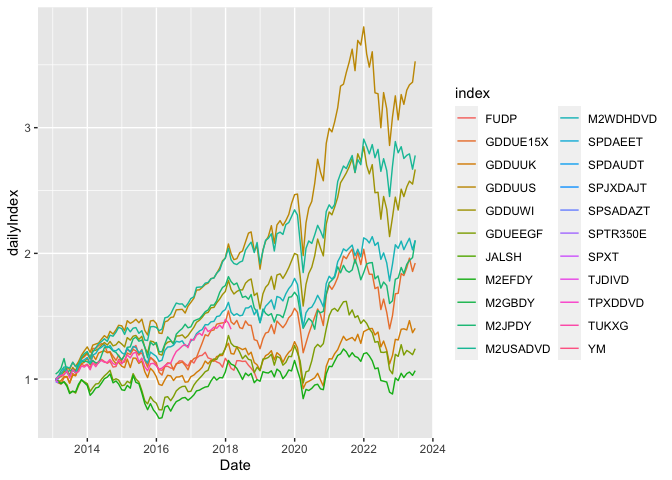 3
2
1
dailyIndex
2014
2016
2018
2020
2022
2024
Date
index
FUDP
GDDUE15X
GDDUUK
GDDUUS
GDDUWI
GDUEEGF
JALSH
M2EFDY
M2GBDY
M2JPDY
M2USADVD
M2WDHDVD
SPDAEET
SPDAUDT
SPJXDAJT
SPSADAZT
SPTR350E
SPXT
TJDIVD
TPXDDVD
TUKXG
YM